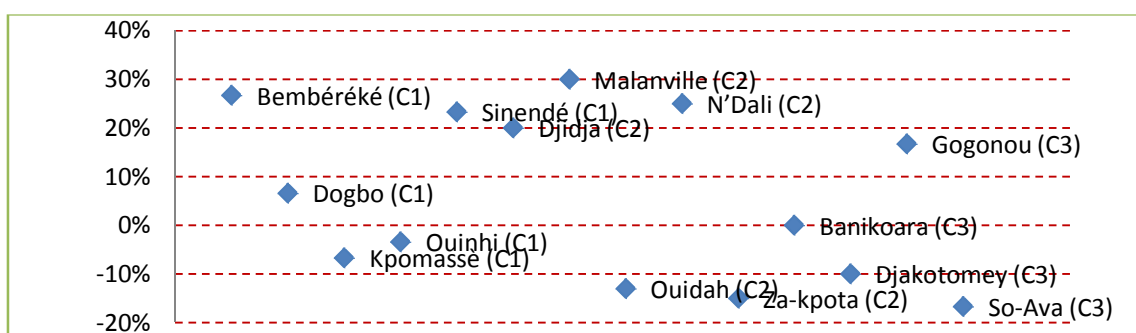 40%
30%
Malanville (C2)
Bembéréké (C1)
N'Dali (C2)
Sinendé (C1)
20%
Djidja (C2)
Gogonou (C3)
10%
Dogbo (C1)
0%
Banikoara (C3)
Ouinhi (C1)
Kpomassè (C1)
-10%
Djakotomey (C3)
Ouidah (C2)
Za-kpota (C2)
So-Ava (C3)
-20%